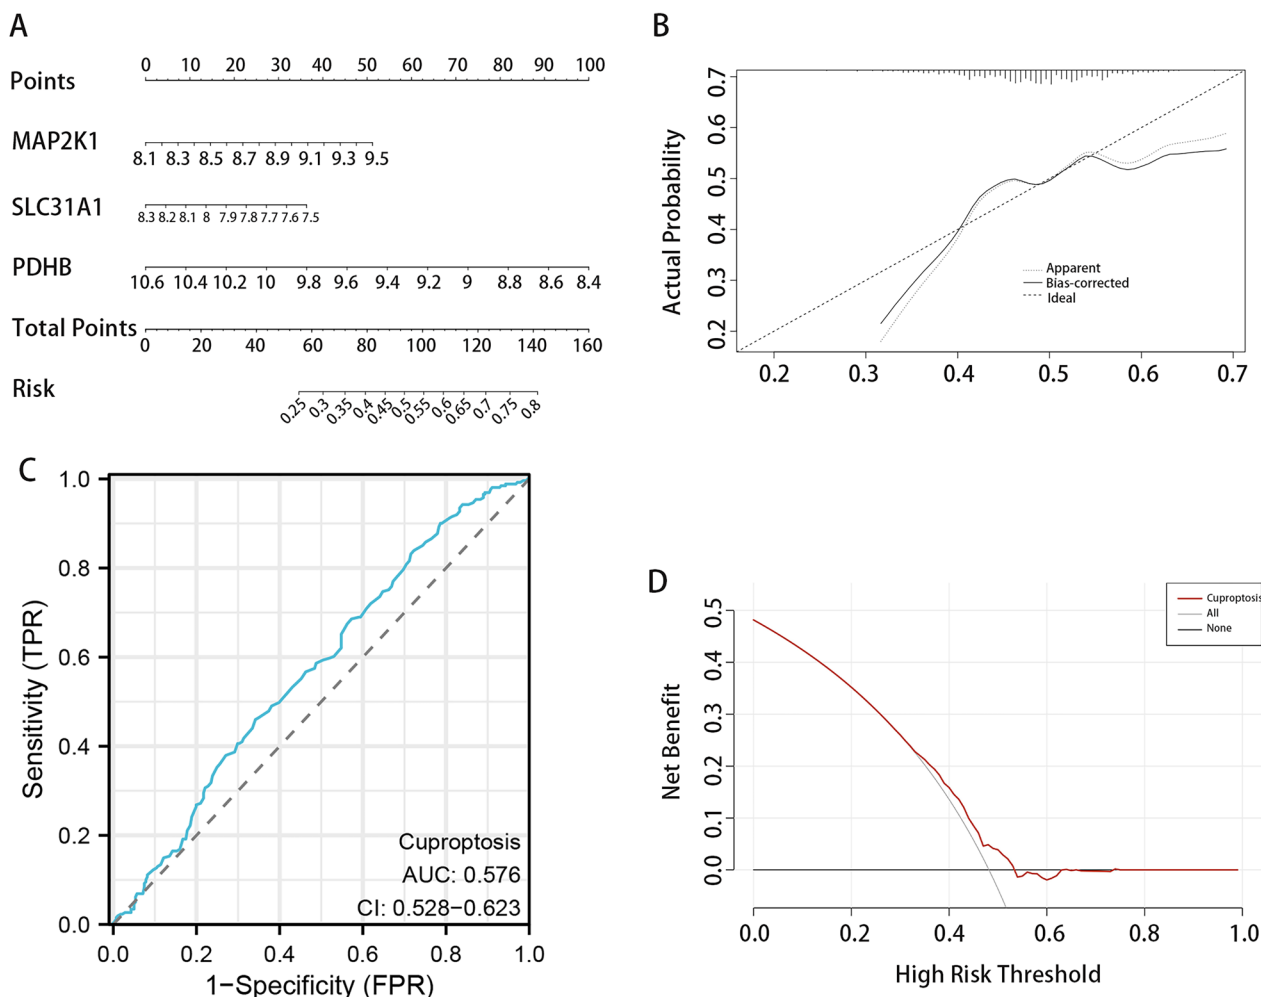 A
Points
0 10 20 30 40 50 60 70 80 90 100
MAP2K1
8.1 8.3 8.5 8.7 8.9 9.1 9.3 9.5
SLC31A1
8.3 8.2 8.1 8 7.9 7.8 7.7 7.6 7.5
PDHB
10.6 10.4 10.2 10 9.8 9.6 9.4 9.2 9 8.8 8.6 8.4
Total Points
0 20 40 60 80 100 120 140 160
Risk
0.25 0.3 0.35 0.4 0.45 0.5 0.55 0.6 0.65 0.7 0.75 0.8
B
Actual Probability
0.7
0.6
0.5
0.4
0.3
0.2
Apparent
Bias-corrected
Ideal
0.2 0.3 0.4 0.5 0.6 0.7
C
Sensitivity (TPR)
1.0
0.8
0.6
0.4
0.2
0.0
Cuproptosis
AUC: 0.576
CI: 0.528−0.623
0.0 0.2 0.4 0.6 0.8 1.0
1−Specificity (FPR)
D
Net Benefit
0.5
0.4
0.3
0.2
0.1
0.0
Cuproptosis
All
None
0.0 0.2 0.4 0.6 0.8 1.0
High Risk Threshold